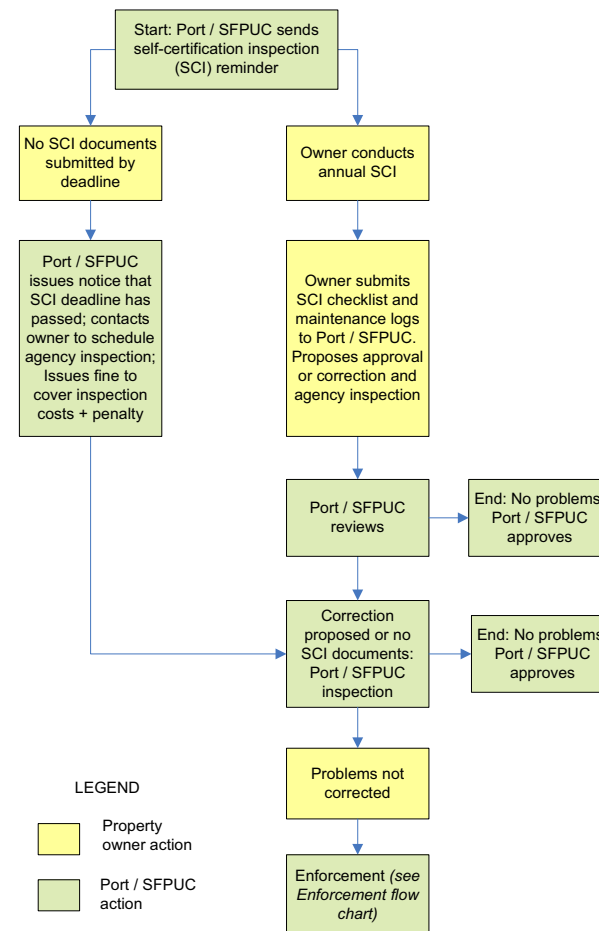 Start: Port / SFPUC sends
self-certification inspection
(SCI) reminder
No SCI documents
submitted by
deadline
Owner conducts
annual SCI
Port / SFPUC
issues notice that
SCI deadline has
passed; contacts
owner to schedule
agency inspection;
Issues fine to
cover inspection
costs + penalty
Owner submits
SCI checklist and
maintenance logs
to Port / SFPUC.
Proposes approval
or correction and
agency inspection
Port / SFPUC
reviews
End: No problems
Port / SFPUC
approves
Correction
proposed or no
SCI documents:
Port / SFPUC
inspection
End: No problems
Port / SFPUC
approves
Problems not
corrected
Enforcement (see
Enforcement flow
chart)
LEGEND
Property
owner action
Port / SFPUC
action